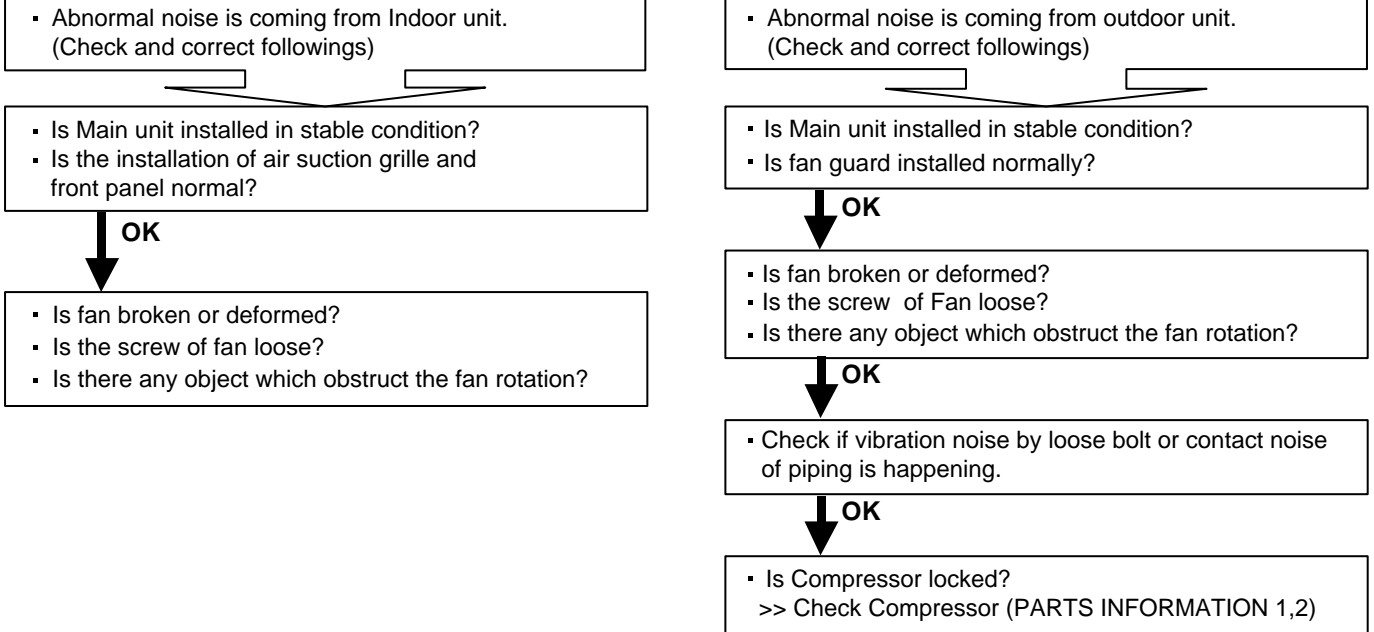 ▪ Abnormal noise is coming from Indoor unit.
(Check and correct followings)
▪ Is Main unit installed in stable condition?
▪ Is the installation of air suction grille and
front panel normal?
OK
▪ Is fan broken or deformed?
▪ Is the screw of fan loose?
▪ Is there any object which obstruct the fan rotation?
▪ Abnormal noise is coming from outdoor unit.
(Check and correct followings)
▪ Is Main unit installed in stable condition?
▪ Is fan guard installed normally?
OK
▪ Is fan broken or deformed?
▪ Is the screw of Fan loose?
▪ Is there any object which obstruct the fan rotation?
OK
▪ Check if vibration noise by loose bolt or contact noise
of piping is happening.
OK
▪ Is Compressor locked?
>> Check Compressor (PARTS INFORMATION 1,2)